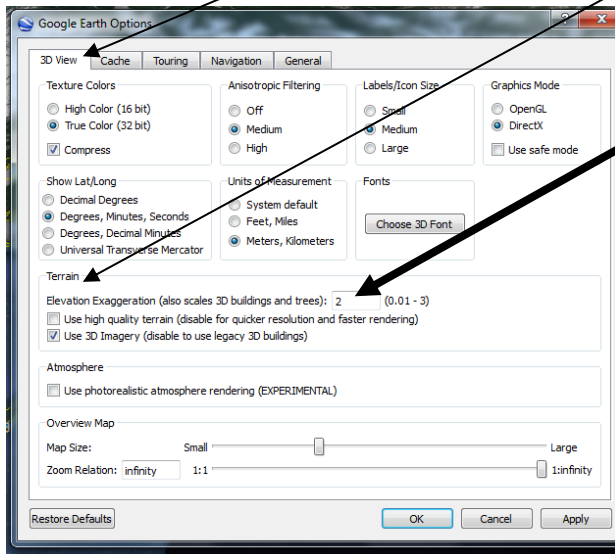 Google Earth Options
3D View Cache Touring Navigation General
Texture Colors Anisotropic Filtering Labels/Icon Size Graphics Mode
High Color (16 bit) Off Small OpenGL
True Color (32 bit) Medium Medium DirectX
Compress High Large Use safe mode
Show Lat/Long Units of Measurement Fonts
Decimal Degrees System default
Degrees, Minutes, Seconds Feet, Miles Choose 3D Font
Degrees, Decimal Minutes Meters, Kilometers
Universal Transverse Mercator
Terrain
Elevation Exaggeration (also scales 3D buildings and trees): 2 (0.01 - 3)
Use high quality terrain (disable for quicker resolution and faster rendering)
Use 3D Imagery (disable to use legacy 3D buildings)
Atmosphere
Use photorealistic atmosphere rendering (EXPERIMENTAL)
Overview Map
Map Size: Small Large
Zoom Relation: infinity 1:1 1:infinity
Restore Defaults OK Cancel Apply